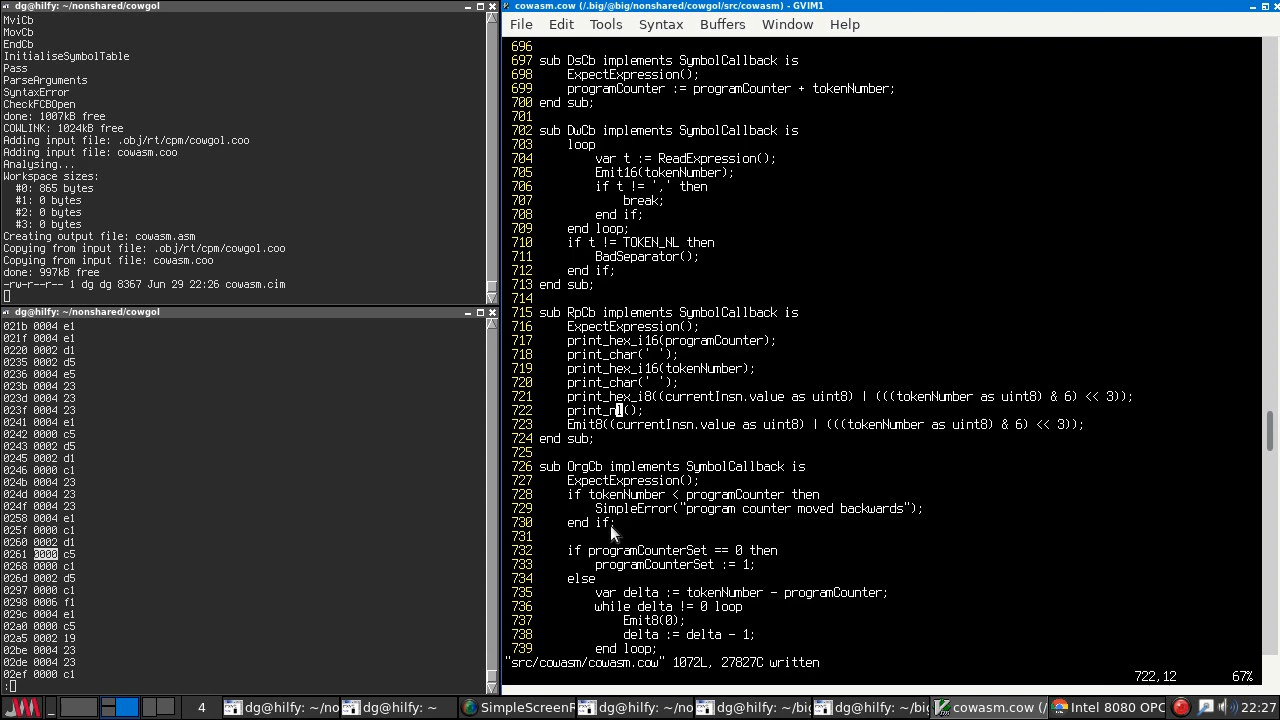 dg@hilfy: ~/nonshared/cowgol
MviCb
MovCb
EndCb
InitialiseSymbolTable
Pass
ParseArguments
SyntaxError
CheckFCBOpen
done: 1007kB free
COWLINK: 1024kB free
Adding input file: .obj/rt/cpm/cowgol.coo
Adding input file: cowasm.coo
Analysing...
Workspace sizes:
  #0: 865 bytes
  #1: 0 bytes
  #2: 0 bytes
  #3: 0 bytes
Creating output file: cowasm.asm
Copying from input file: .obj/rt/cpm/cowgol.coo
Copying from input file: cowasm.coo
done: 997kB free
-rw-r--r-- 1 dg dg 8367 Jun 29 22:26 cowasm.cim
dg@hilfy: ~/nonshared/cowgol
021b 0004 e1
021f 0004 e1
0220 0002 d1
0235 0002 d5
0236 0004 e5
023b 0004 23
023d 0004 23
023f 0004 23
0241 0004 e1
0242 0000 c5
0243 0002 d5
0245 0002 d1
0246 0000 c1
024b 0004 23
024d 0004 23
024f 0004 23
0258 0004 e1
025f 0000 c1
0260 0002 d1
0261 0000 c5
0268 0000 c1
026d 0002 d5
0297 0000 c1
0298 0006 f1
029c 0004 e1
02a0 0000 c5
02a5 0002 19
02be 0004 23
02de 0004 23
02ef 0000 c1
:
cowasm.cow (/.big/@big/nonshared/cowgol/src/cowasm) - GVIM1
File Edit Tools Syntax Buffers Window Help
696
697 sub DsCb implements SymbolCallback is
698     ExpectExpression();
699     programCounter := programCounter + tokenNumber;
700 end sub;
701
702 sub DwCb implements SymbolCallback is
703     loop
704         var t := ReadExpression();
705         Emit16(tokenNumber);
706         if t != ',' then
707             break;
708         end if;
709     end loop;
710     if t != TOKEN_NL then
711         BadSeparator();
712     end if;
713 end sub;
714
715 sub RpCb implements SymbolCallback is
716     ExpectExpression();
717     print_hex_i16(programCounter);
718     print_char(' ');
719     print_hex_i16(tokenNumber);
720     print_char(' ');
721     print_hex_i8((currentInsn.value as uint8) | (((tokenNumber as uint8) & 6) << 3));
722     print_nl();
723     Emit8((currentInsn.value as uint8) | (((tokenNumber as uint8) & 6) << 3));
724 end sub;
725
726 sub OrgCb implements SymbolCallback is
727     ExpectExpression();
728     if tokenNumber < programCounter then
729         SimpleError("program counter moved backwards");
730     end if;
731
732     if programCounterSet == 0 then
733         programCounterSet := 1;
734     else
735         var delta := tokenNumber - programCounter;
736         while delta != 0 loop
737             Emit8(0);
738             delta := delta - 1;
739         end loop;
"src/cowasm/cowasm.cow" 1072L, 27827C written
722,12 67%
4 dg@hilfy: ~/no dg@hilfy: ~ SimpleScreenR dg@hilfy: ~/no dg@hilfy: ~/big dg@hilfy: ~/big cowasm.cow (/ Intel 8080 OPC 22:27